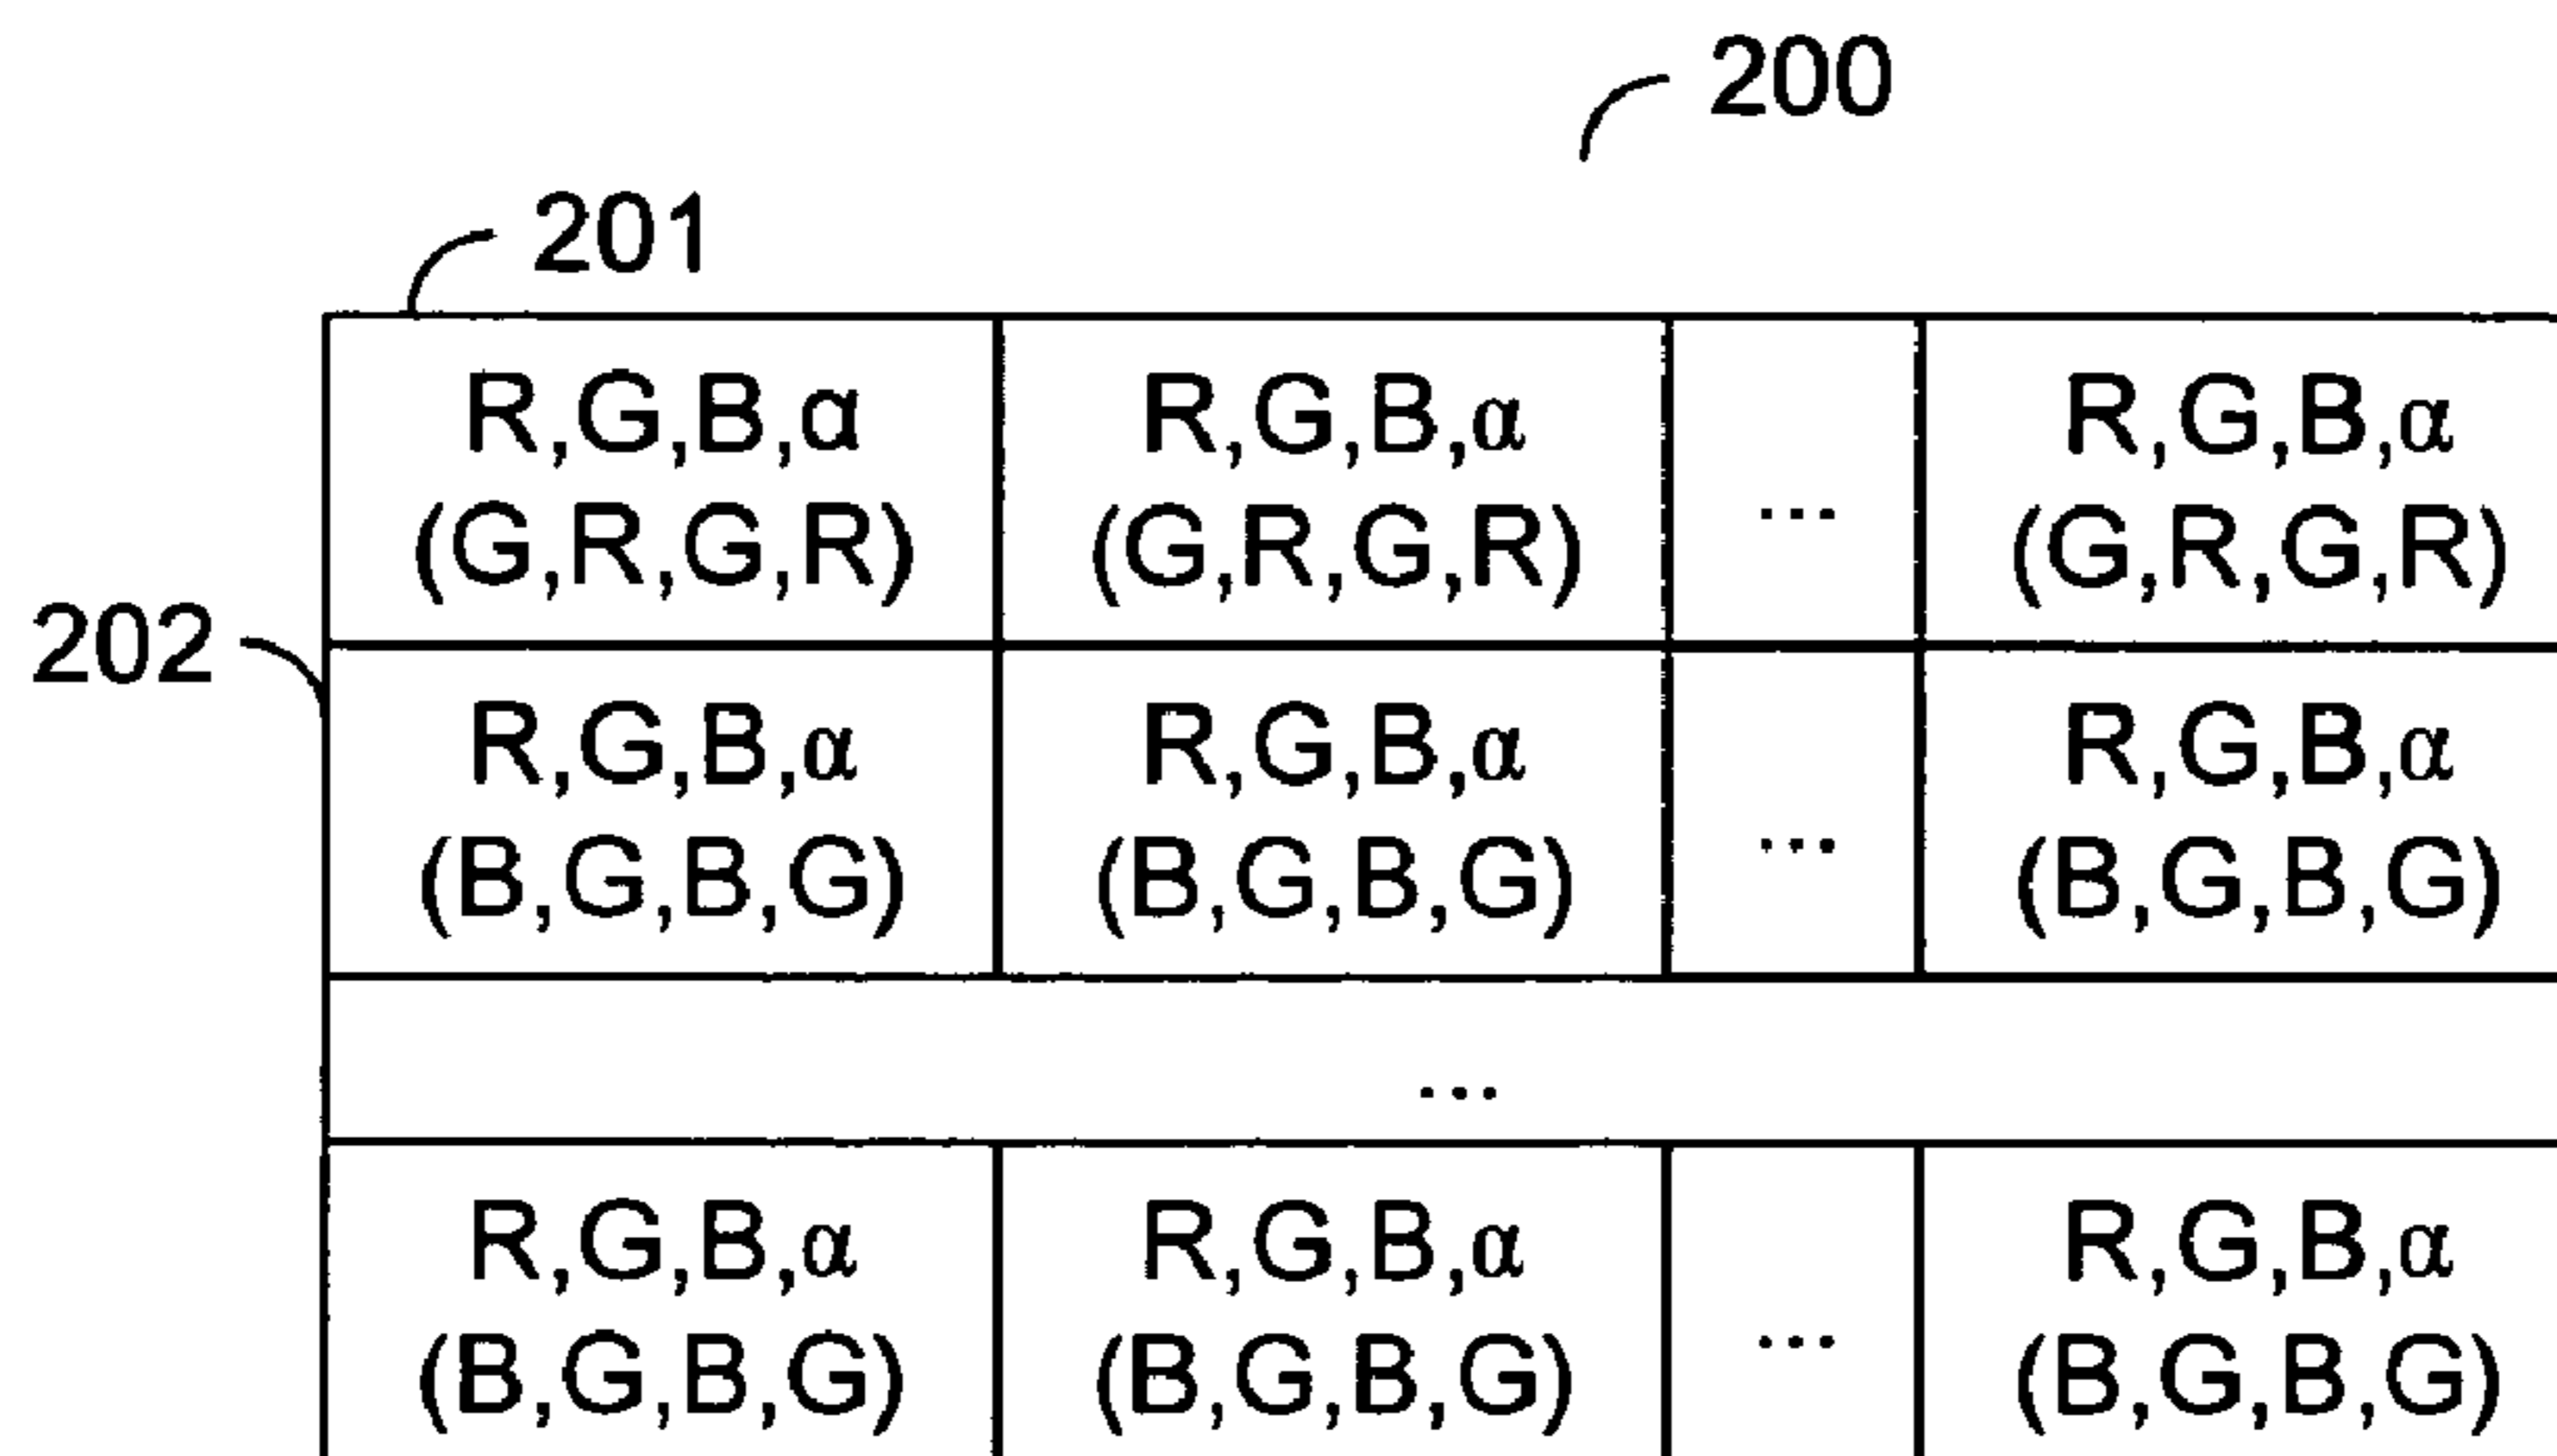 200
201
R,G,B,α R,G,B,α ... R,G,B,α
(G,R,G,R) (G,R,G,R) (G,R,G,R)
202
R,G,B,α R,G,B,α ... R,G,B,α
(B,G,B,G) (B,G,B,G) (B,G,B,G)
...
R,G,B,α R,G,B,α ... R,G,B,α
(B,G,B,G) (B,G,B,G) (B,G,B,G)